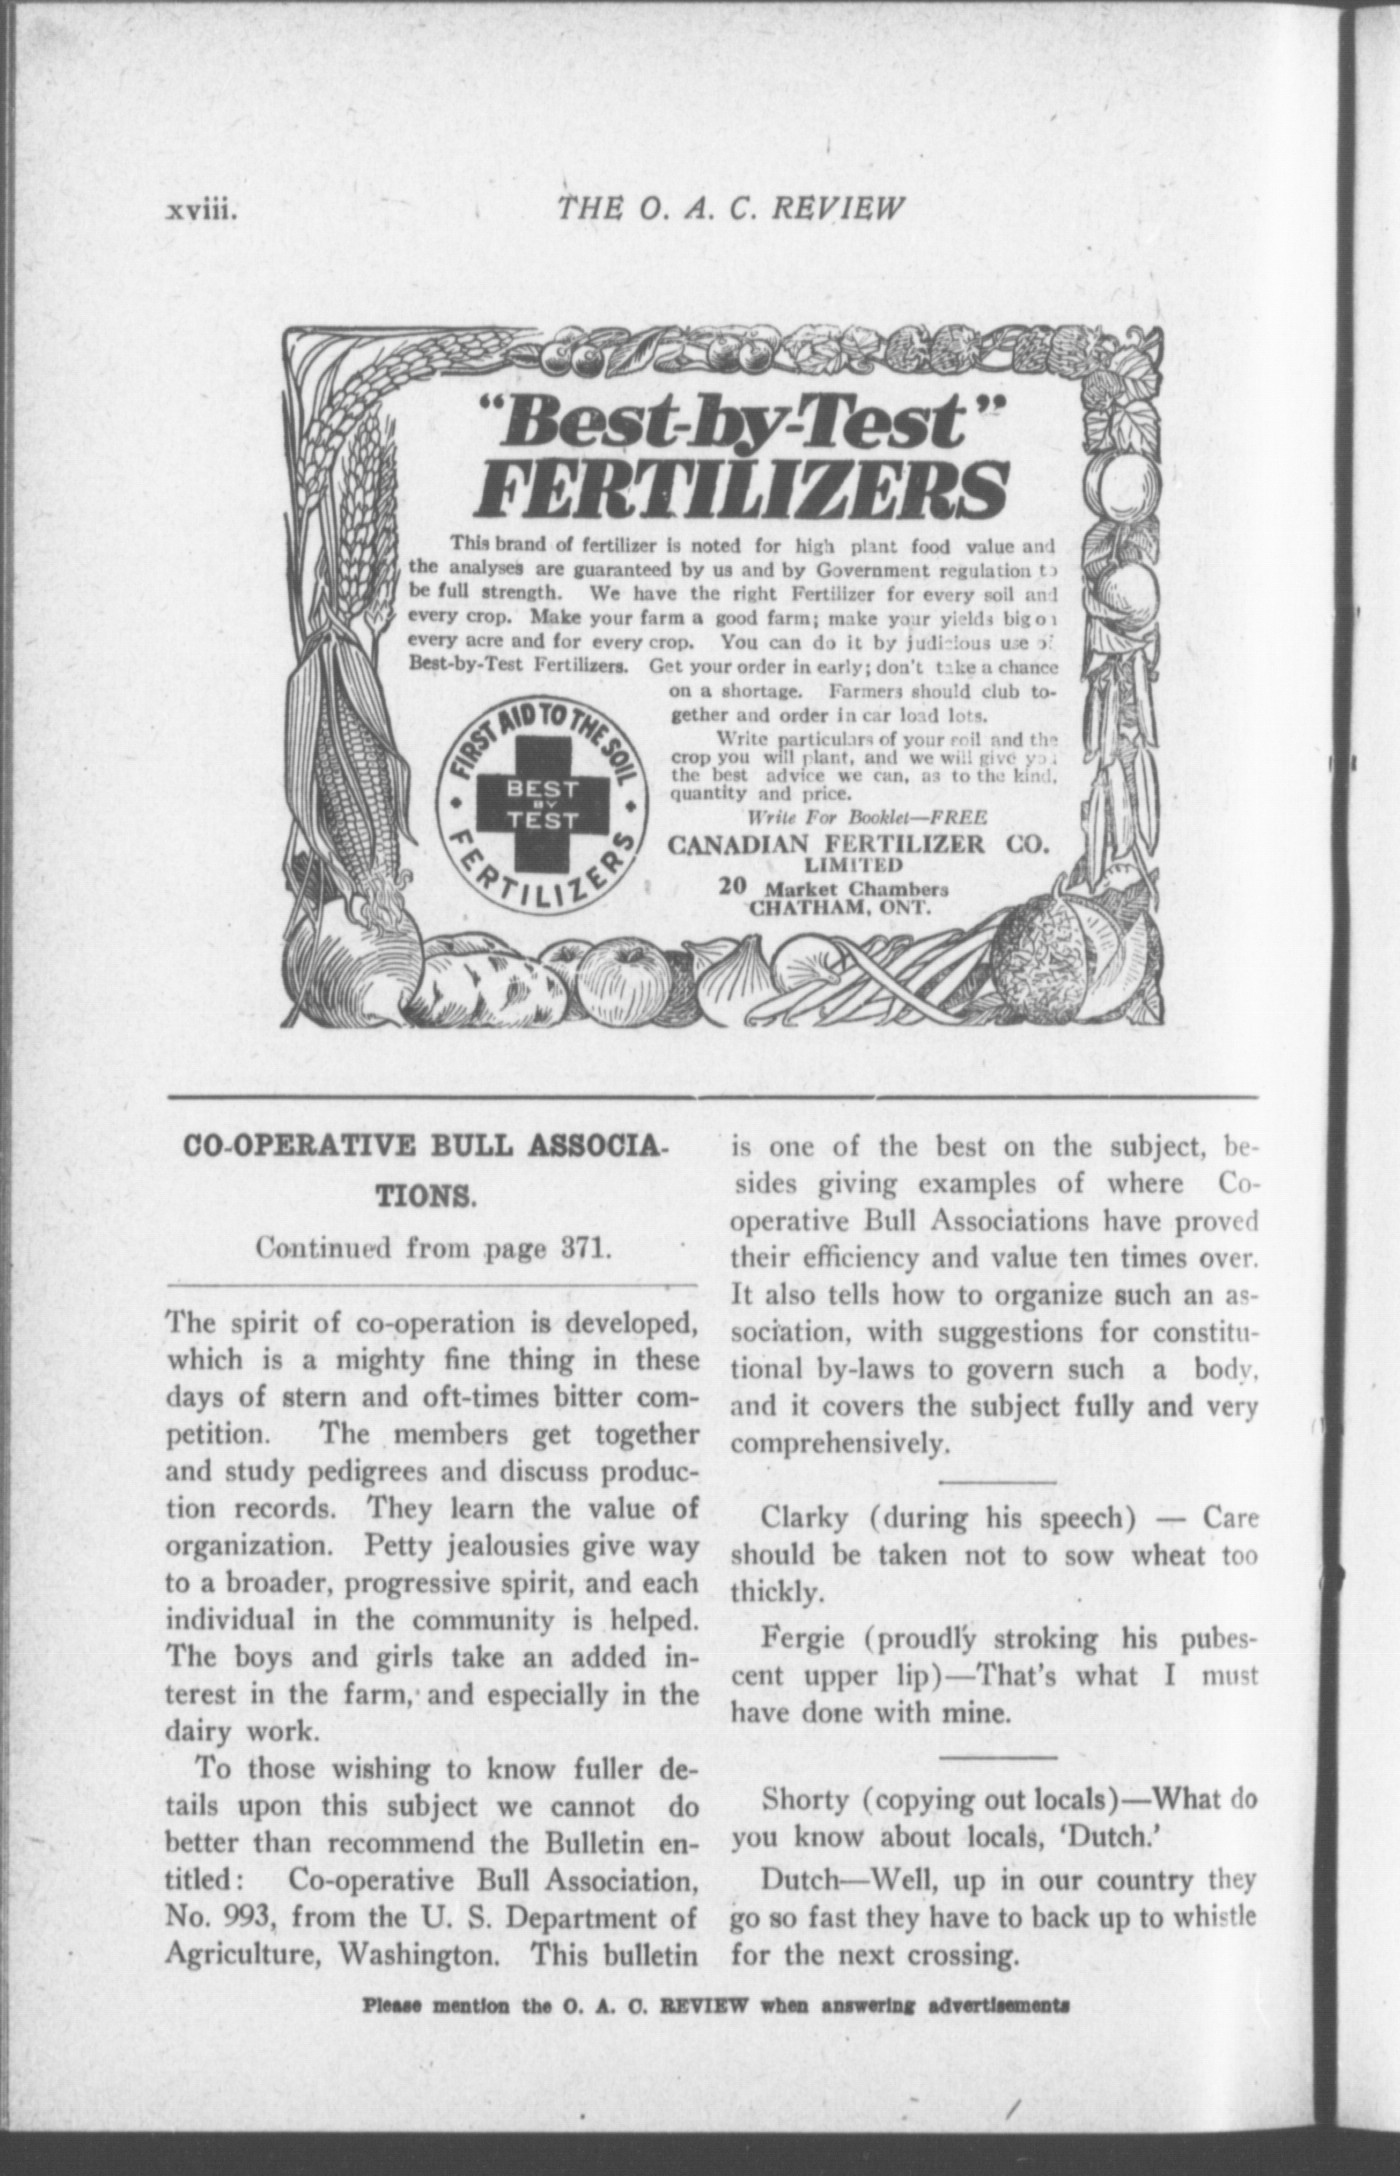 xviii.
THE O. A. C. REVIEW
"Best-by-Test"
FERTILIZERS
This brand of fertilizer is noted for high plant food value and
the analyses are guaranteed by us and by Government regulation to
be full strength. We have the right Fertilizer for every soil and
every crop. Make your farm a good farm; make your yields big on
every acre and for every crop. You can do it by judicious use of
Best-by-Test Fertilizers. Get your order in early; don't take a chance
on a shortage. Farmers should club to-
gether and order in car load lots.
Write particulars of your soil and the
crop you will plant, and we will give you
the best advice we can, as to the kind,
quantity and price.
Write For Booklet—FREE
CANADIAN FERTILIZER CO.
LIMITED
20 Market Chambers
CHATHAM, ONT.
FIRST AID TO THE SOIL
BEST
BY
TEST
FERTILIZERS
CO-OPERATIVE BULL ASSOCIA-
TIONS.
Continued from page 371.
The spirit of co-operation is developed,
which is a mighty fine thing in these
days of stern and oft-times bitter com-
petition. The members get together
and study pedigrees and discuss produc-
tion records. They learn the value of
organization. Petty jealousies give way
to a broader, progressive spirit, and each
individual in the community is helped.
The boys and girls take an added in-
terest in the farm, and especially in the
dairy work.
To those wishing to know fuller de-
tails upon this subject we cannot do
better than recommend the Bulletin en-
titled: Co-operative Bull Association,
No. 993, from the U. S. Department of
Agriculture, Washington. This bulletin
is one of the best on the subject, be-
sides giving examples of where Co-
operative Bull Associations have proved
their efficiency and value ten times over.
It also tells how to organize such an as-
sociation, with suggestions for constitu-
tional by-laws to govern such a body,
and it covers the subject fully and very
comprehensively.
Clarky (during his speech) — Care
should be taken not to sow wheat too
thickly.
Fergie (proudly stroking his pubes-
cent upper lip)—That's what I must
have done with mine.
Shorty (copying out locals)—What do
you know about locals, 'Dutch.'
Dutch—Well, up in our country they
go so fast they have to back up to whistle
for the next crossing.
Please mention the O. A. C. REVIEW when answering advertisements